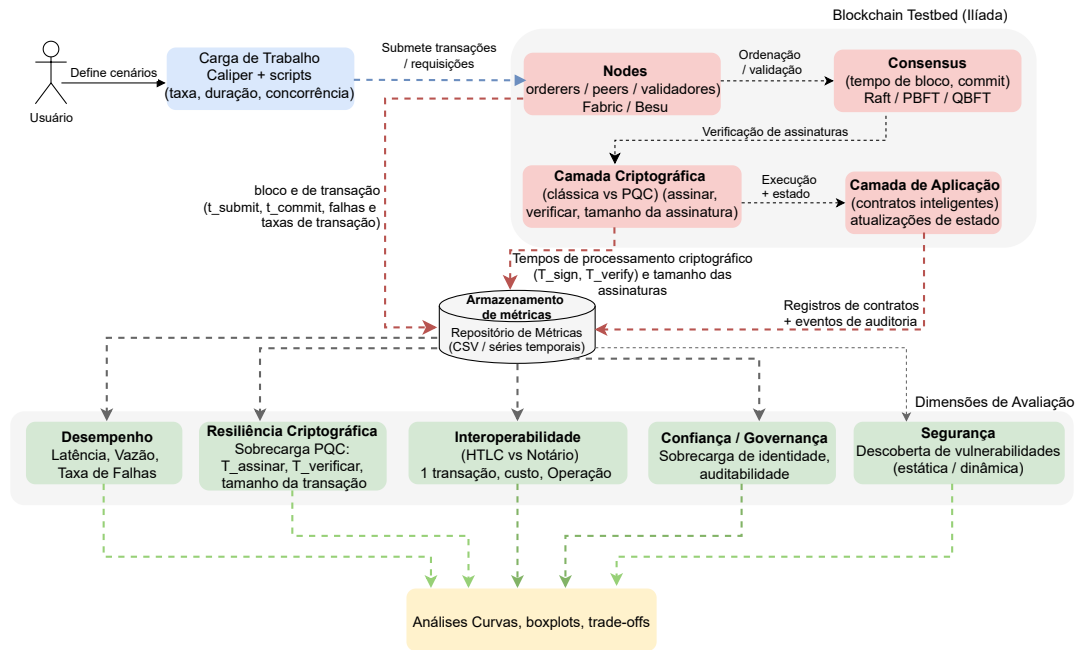 Blockchain Testbed (Ilíada)
Usuário
Define cenários
Carga de Trabalho
Caliper + scripts
(taxa, duração, concorrência)
Submete transações
/ requisições
Nodes
orderers / peers / validadores)
Fabric / Besu
Ordenação
/ validação
Consensus
(tempo de bloco, commit)
Raft / PBFT / QBFT
Verificação de assinaturas
Camada Criptográfica
(clássica vs PQC) (assinar,
verificar, tamanho da assinatura)
Execução
+ estado
Camada de Aplicação
(contratos inteligentes)
atualizações de estado
bloco e de transação
(t_submit, t_commit, falhas e
taxas de transação)
Tempos de processamento criptográfico
(T_sign, T_verify) e tamanho das
assinaturas
Armazenamento
de métricas
Repositório de Métricas
(CSV / séries temporais)
Registros de contratos
+ eventos de auditoria
Dimensões de Avaliação
Desempenho
Latência, Vazão,
Taxa de Falhas
Resiliência Criptográfica
Sobrecarga PQC:
T_assinar, T_verificar,
tamanho da transação
Interoperabilidade
(HTLC vs Notário)
1 transação, custo, Operação
Confiança / Governança
Sobrecarga de identidade,
auditabilidade
Segurança
Descoberta de vulnerabilidades
(estática / dinâmica)
Análises Curvas, boxplots, trade-offs